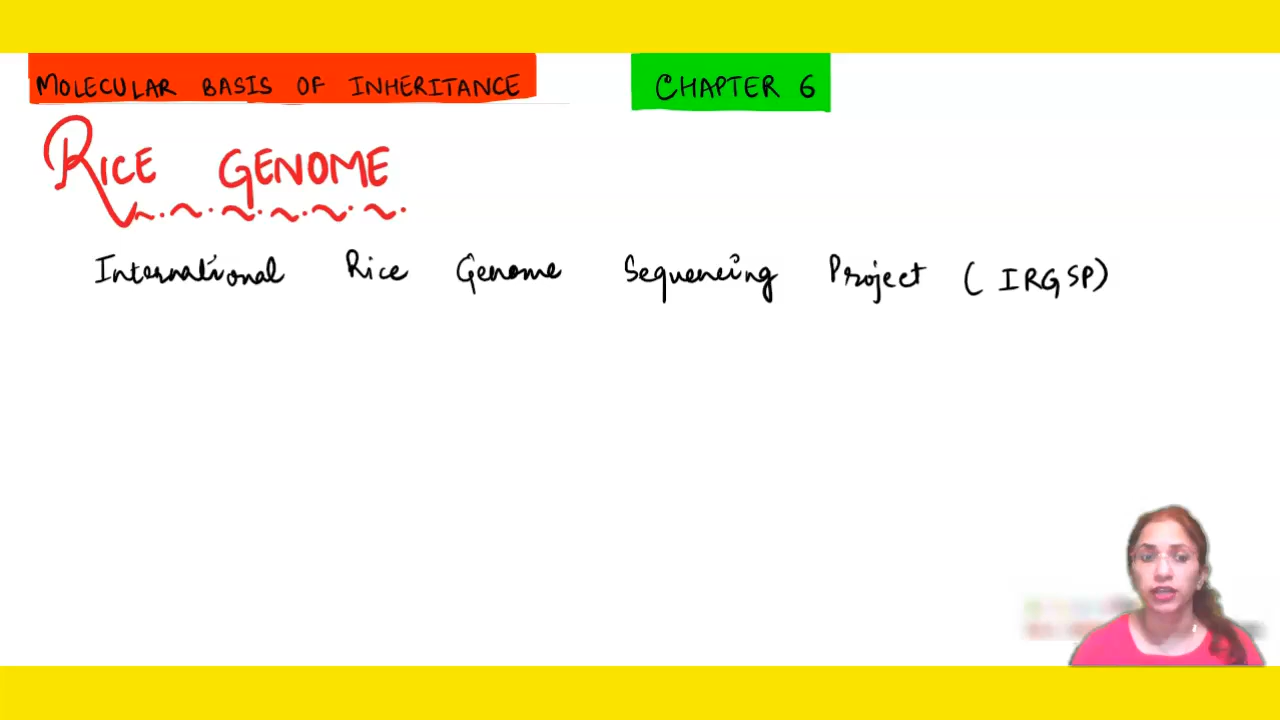 MOLECULAR BASIS OF INHERITANCE
CHAPTER 6
RICE GENOME
International Rice Genome Sequencing Project (IRGSP)